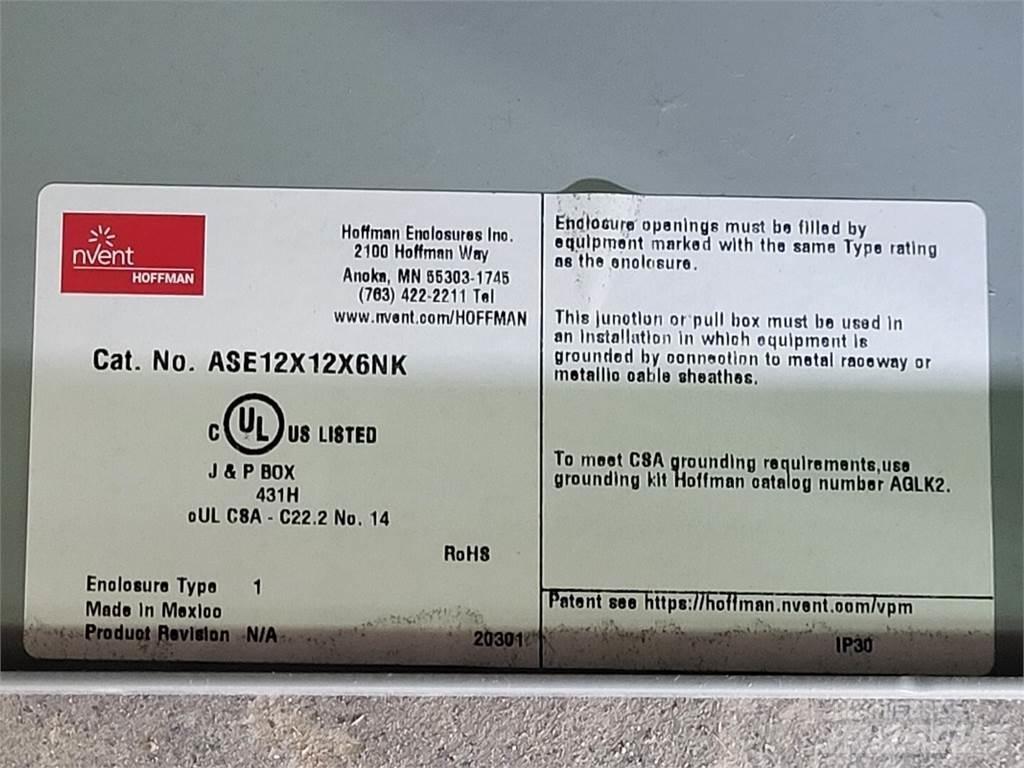 nvent
HOFFMAN
Hoffman Enclosures Inc.
2100 Hoffman Way
Anoka, MN 55303-1745
(763) 422-2211 Tel
www.nvent.com/HOFFMAN
Cat. No. ASE12X12X6NK
C UL US LISTED
J & P BOX
431H
cUL CSA - C22.2 No. 14
RoHS
Enclosure Type 1
Made in Mexico
Product Revision N/A
20301
Enclosure openings must be filled by
equipment marked with the same Type rating
as the enclosure.
This junction or pull box must be used in
an installation in which equipment is
grounded by connection to metal raceway or
metallic cable sheathes.
To meet CSA grounding requirements,use
grounding kit Hoffman catalog number AGLK2.
Patent see https://hoffman.nvent.com/vpm
IP30